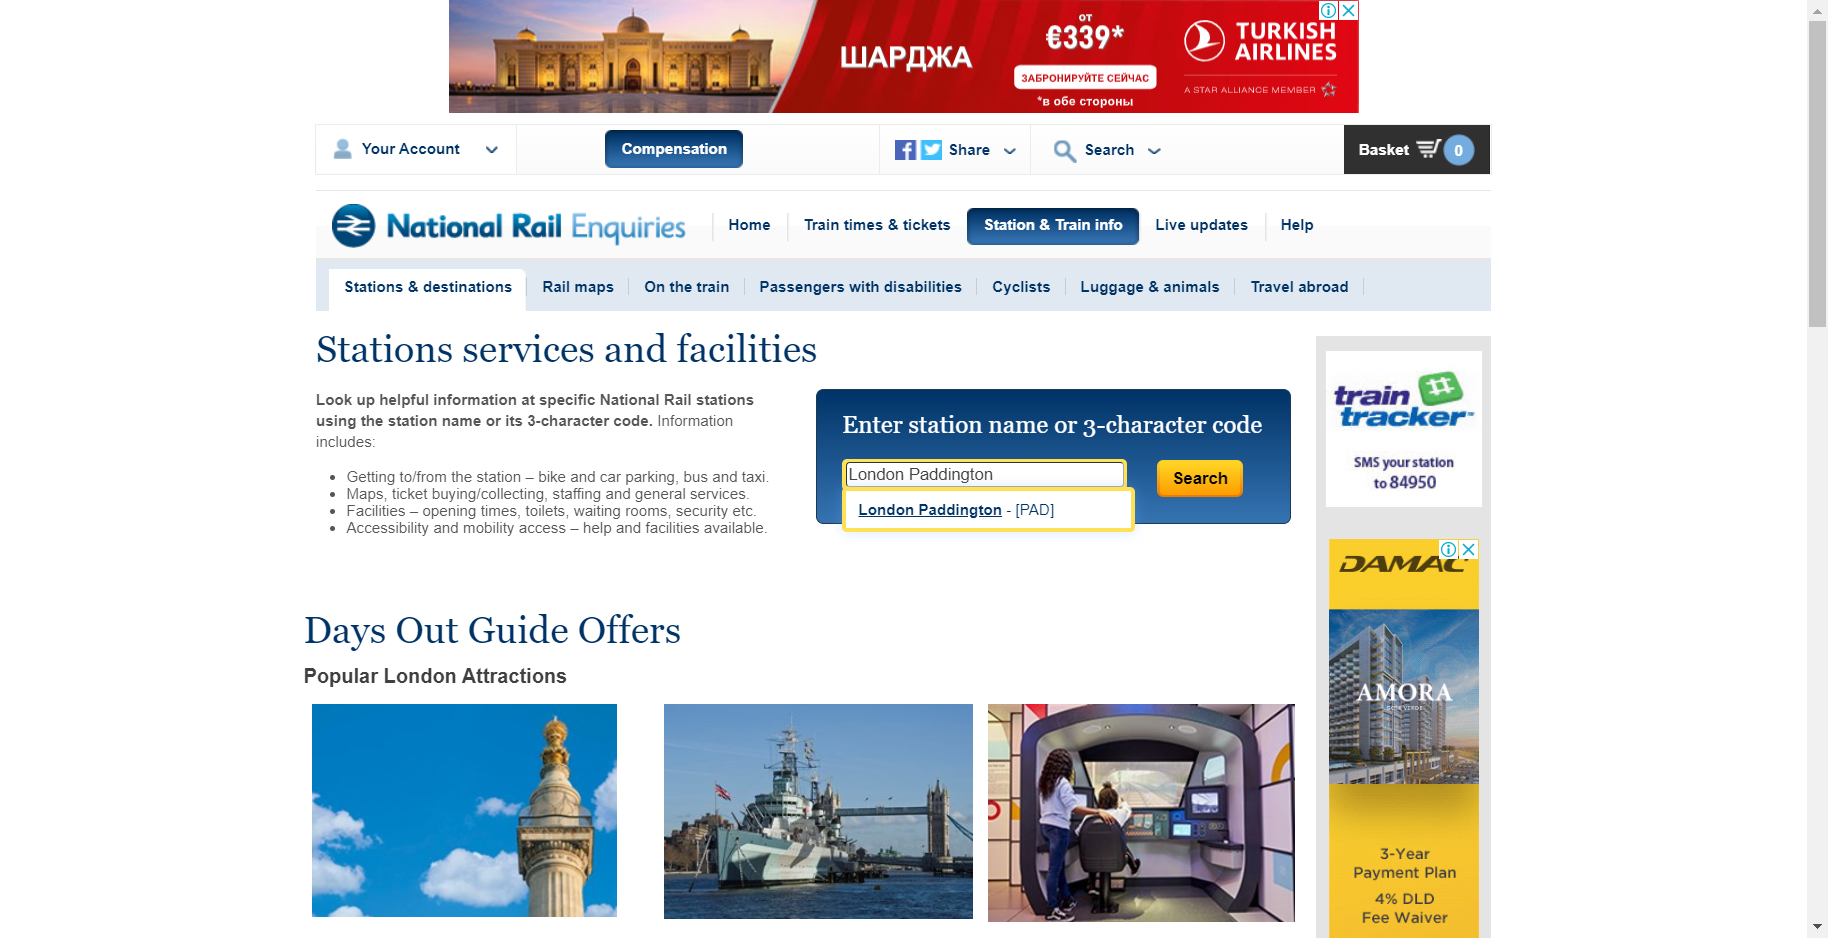 ШАРДЖА
от
€339*
ЗАБРОНИРУЙТЕ СЕЙЧАС
*в обе стороны
TURKISH
AIRLINES
A STAR ALLIANCE MEMBER
Your Account
Compensation
Share
Search
Basket 0
National Rail Enquiries
Home
Train times & tickets
Station & Train info
Live updates
Help
Stations & destinations
Rail maps
On the train
Passengers with disabilities
Cyclists
Luggage & animals
Travel abroad
Stations services and facilities
Look up helpful information at specific National Rail stations
using the station name or its 3-character code. Information
includes:
Getting to/from the station – bike and car parking, bus and taxi.
Maps, ticket buying/collecting, staffing and general services.
Facilities – opening times, toilets, waiting rooms, security etc.
Accessibility and mobility access – help and facilities available.
Enter station name or 3-character code
London Paddington
Search
London Paddington - [PAD]
train
tracker™
SMS your station
to 84950
DAMAC
AMORA
3-Year
Payment Plan
4% DLD
Fee Waiver
Days Out Guide Offers
Popular London Attractions